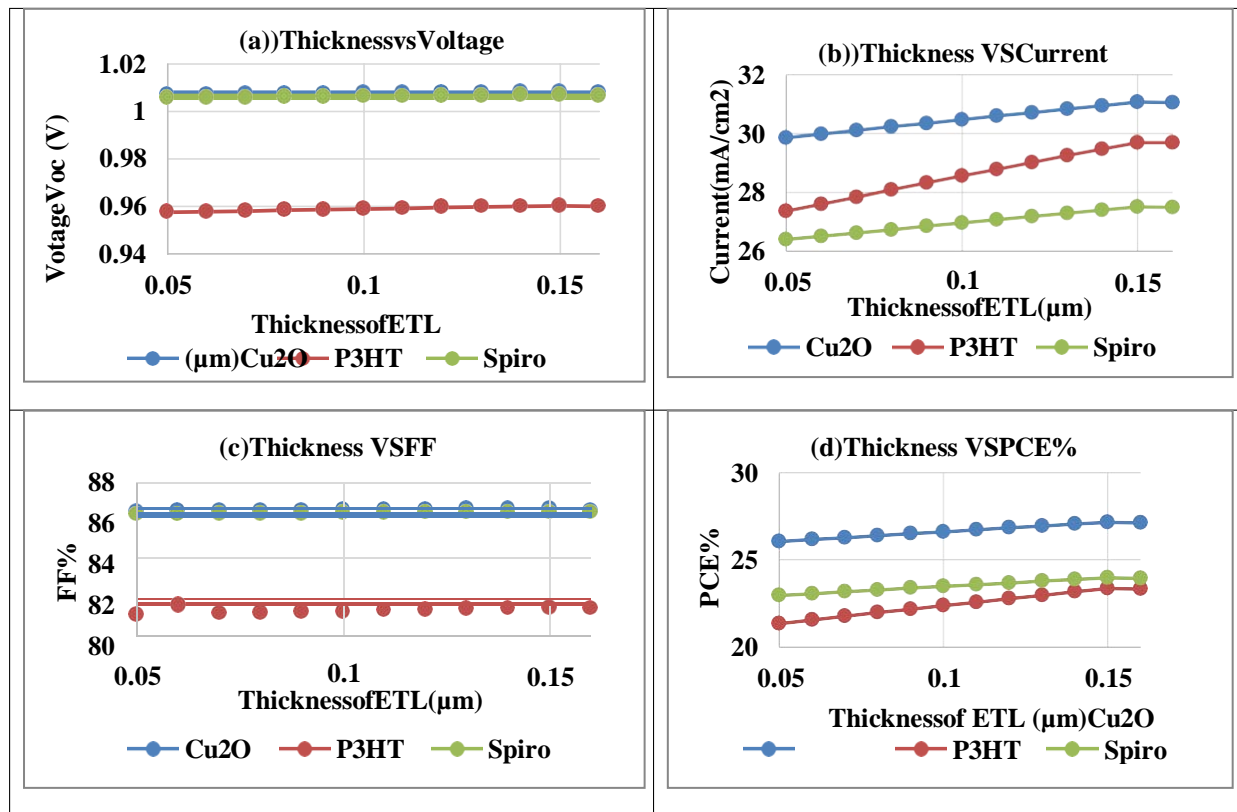 (a))ThicknessvsVoltage
1.02
1
0.98
0.96
0.94
VotageVoc (V)
0.05 0.1 0.15
ThicknessofETL
(µm)Cu2O P3HT Spiro
(b))Thickness VSCurrent
32
30
28
26
Current(mA/cm2)
0.05 0.1 0.15
ThicknessofETL(µm)
Cu2O P3HT Spiro
(c)Thickness VSFF
88
86
84
82
80
FF%
0.05 0.1 0.15
ThicknessofETL(µm)
Cu2O P3HT Spiro
(d)Thickness VSPCE%
30
25
20
PCE%
0.05 0.1 0.15
Thicknessof ETL (µm)Cu2O
P3HT Spiro